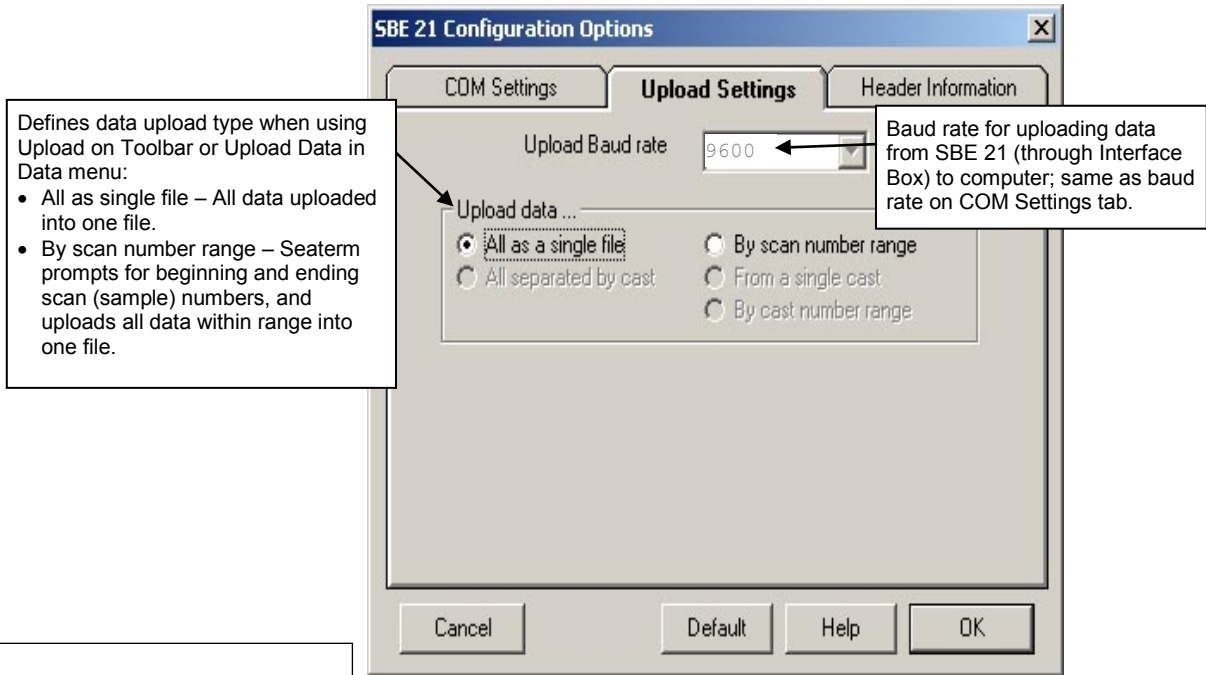 SBE 21 Configuration Options
COM Settings
Upload Settings
Header Information
Defines data upload type when using
Upload on Toolbar or Upload Data in
Data menu:
• All as single file – All data uploaded
into one file.
• By scan number range – Seaterm
prompts for beginning and ending
scan (sample) numbers, and
uploads all data within range into
one file.
Upload Baud rate
9600
Baud rate for uploading data
from SBE 21 (through Interface
Box) to computer; same as baud
rate on COM Settings tab.
Upload data ...
All as a single file
By scan number range
All separated by cast
From a single cast
By cast number range
Cancel
Default
Help
OK